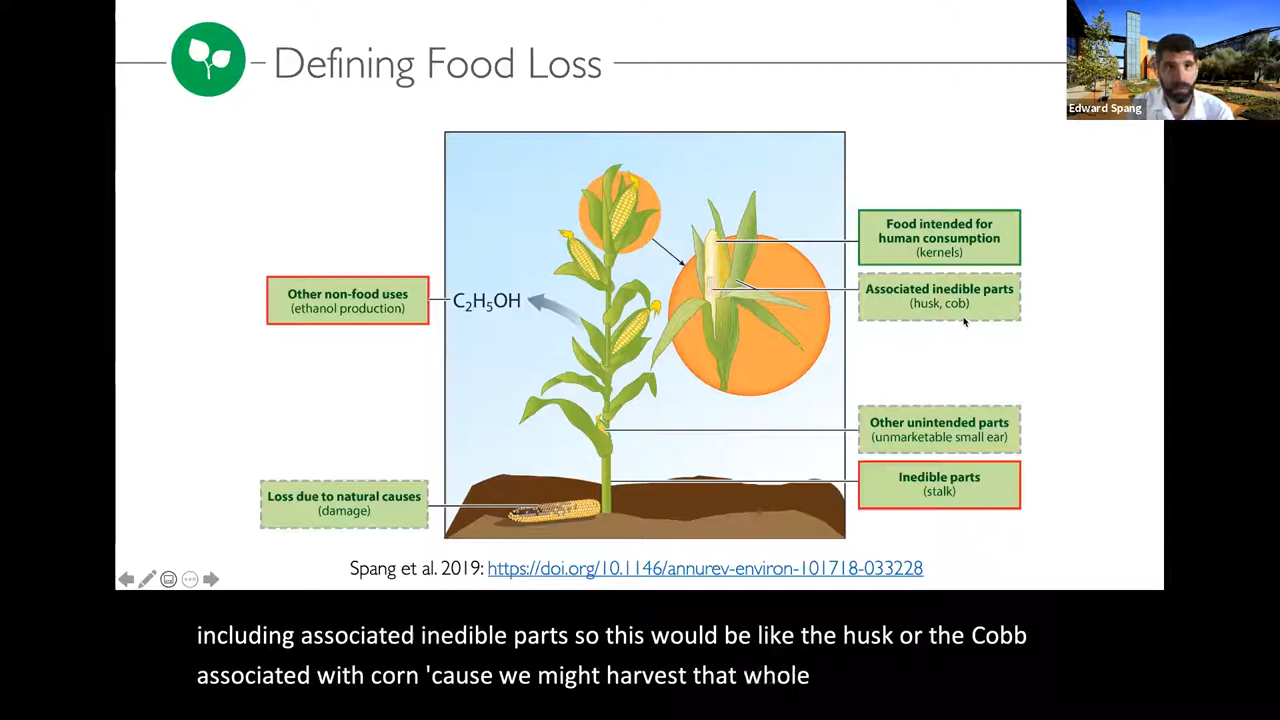 Defining Food Loss
Edward Spang
Food intended for
human consumption
(kernels)
Associated inedible parts
(husk, cob)
Other non-food uses
(ethanol production)
C₂H₅OH
Other unintended parts
(unmarketable small ear)
Inedible parts
(stalk)
Loss due to natural causes
(damage)
Spang et al. 2019: https://doi.org/10.1146/annurev-environ-101718-033228
including associated inedible parts so this would be like the husk or the Cobb
associated with corn 'cause we might harvest that whole